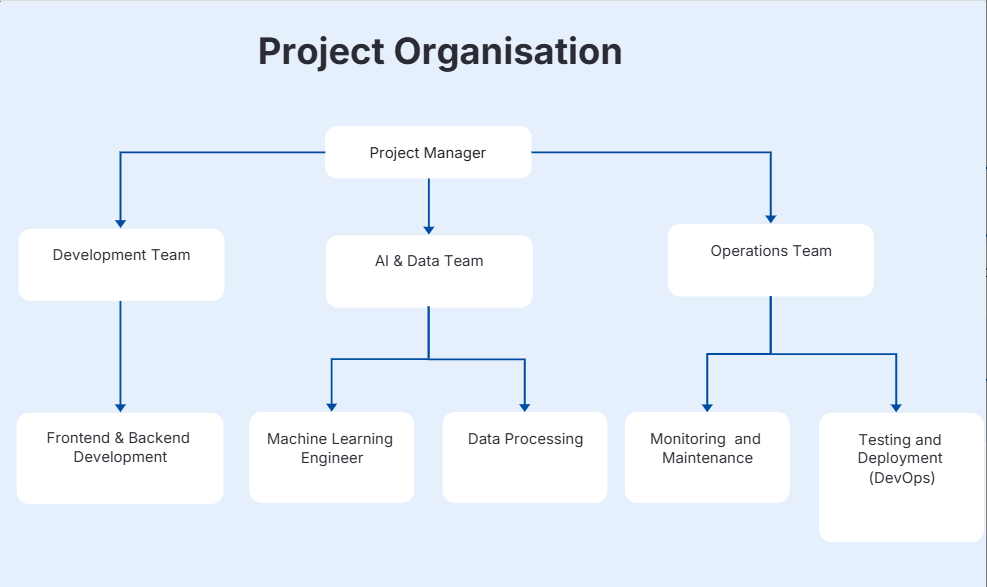 Project Organisation
Project Manager
Development Team
AI & Data Team
Operations Team
Frontend & Backend
Development
Machine Learning
Engineer
Data Processing
Monitoring  and
Maintenance
Testing and
Deployment
(DevOps)